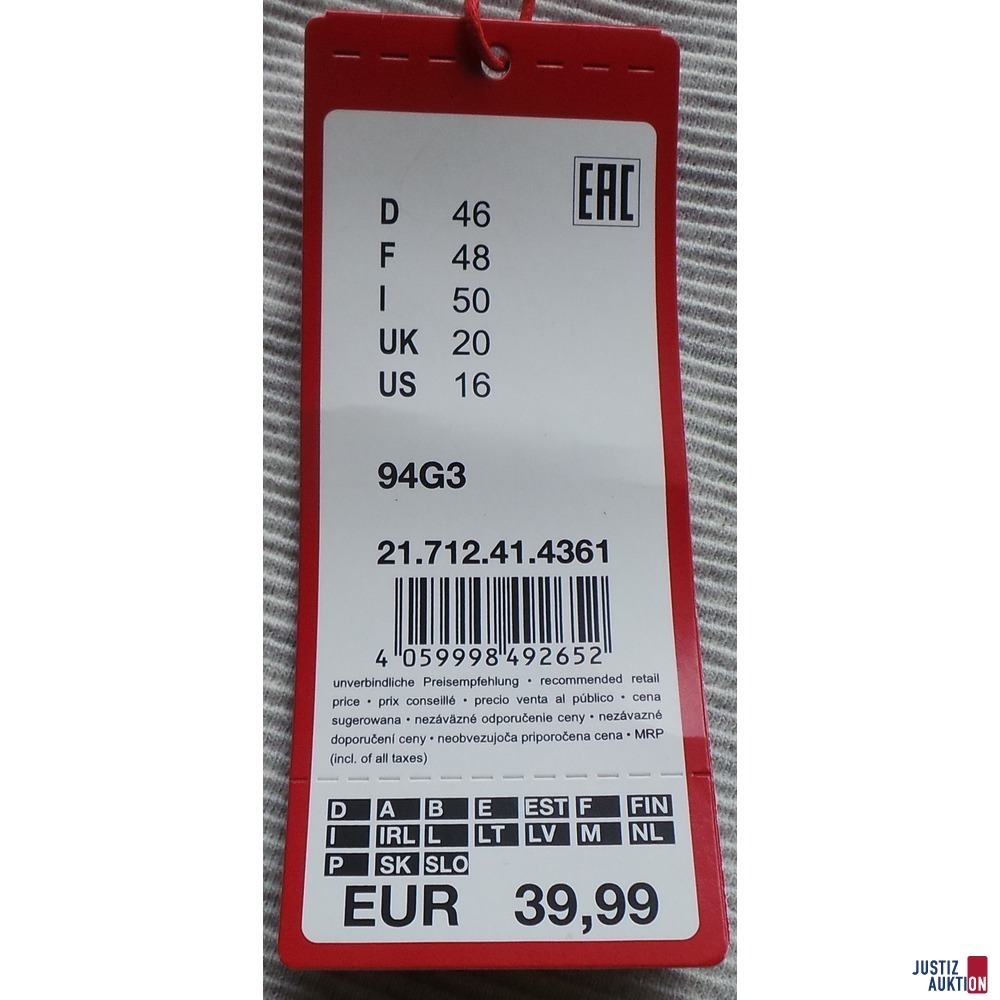 EAC
D 46
F 48
I 50
UK 20
US 16
94G3
21.712.41.4361
4 059998 492652
unverbindliche Preisempfehlung • recommended retail
price • prix conseillé • precio venta al público • cena
sugerowana • nezáväzné odporučenie ceny • nezávazné
doporučení ceny • neobvezujoča priporočena cena • MRP
(incl. of all taxes)
D A B E EST F FIN
I IRL L LT LV M NL
P SK SLO
EUR 39,99
JUSTIZ
AUKTION